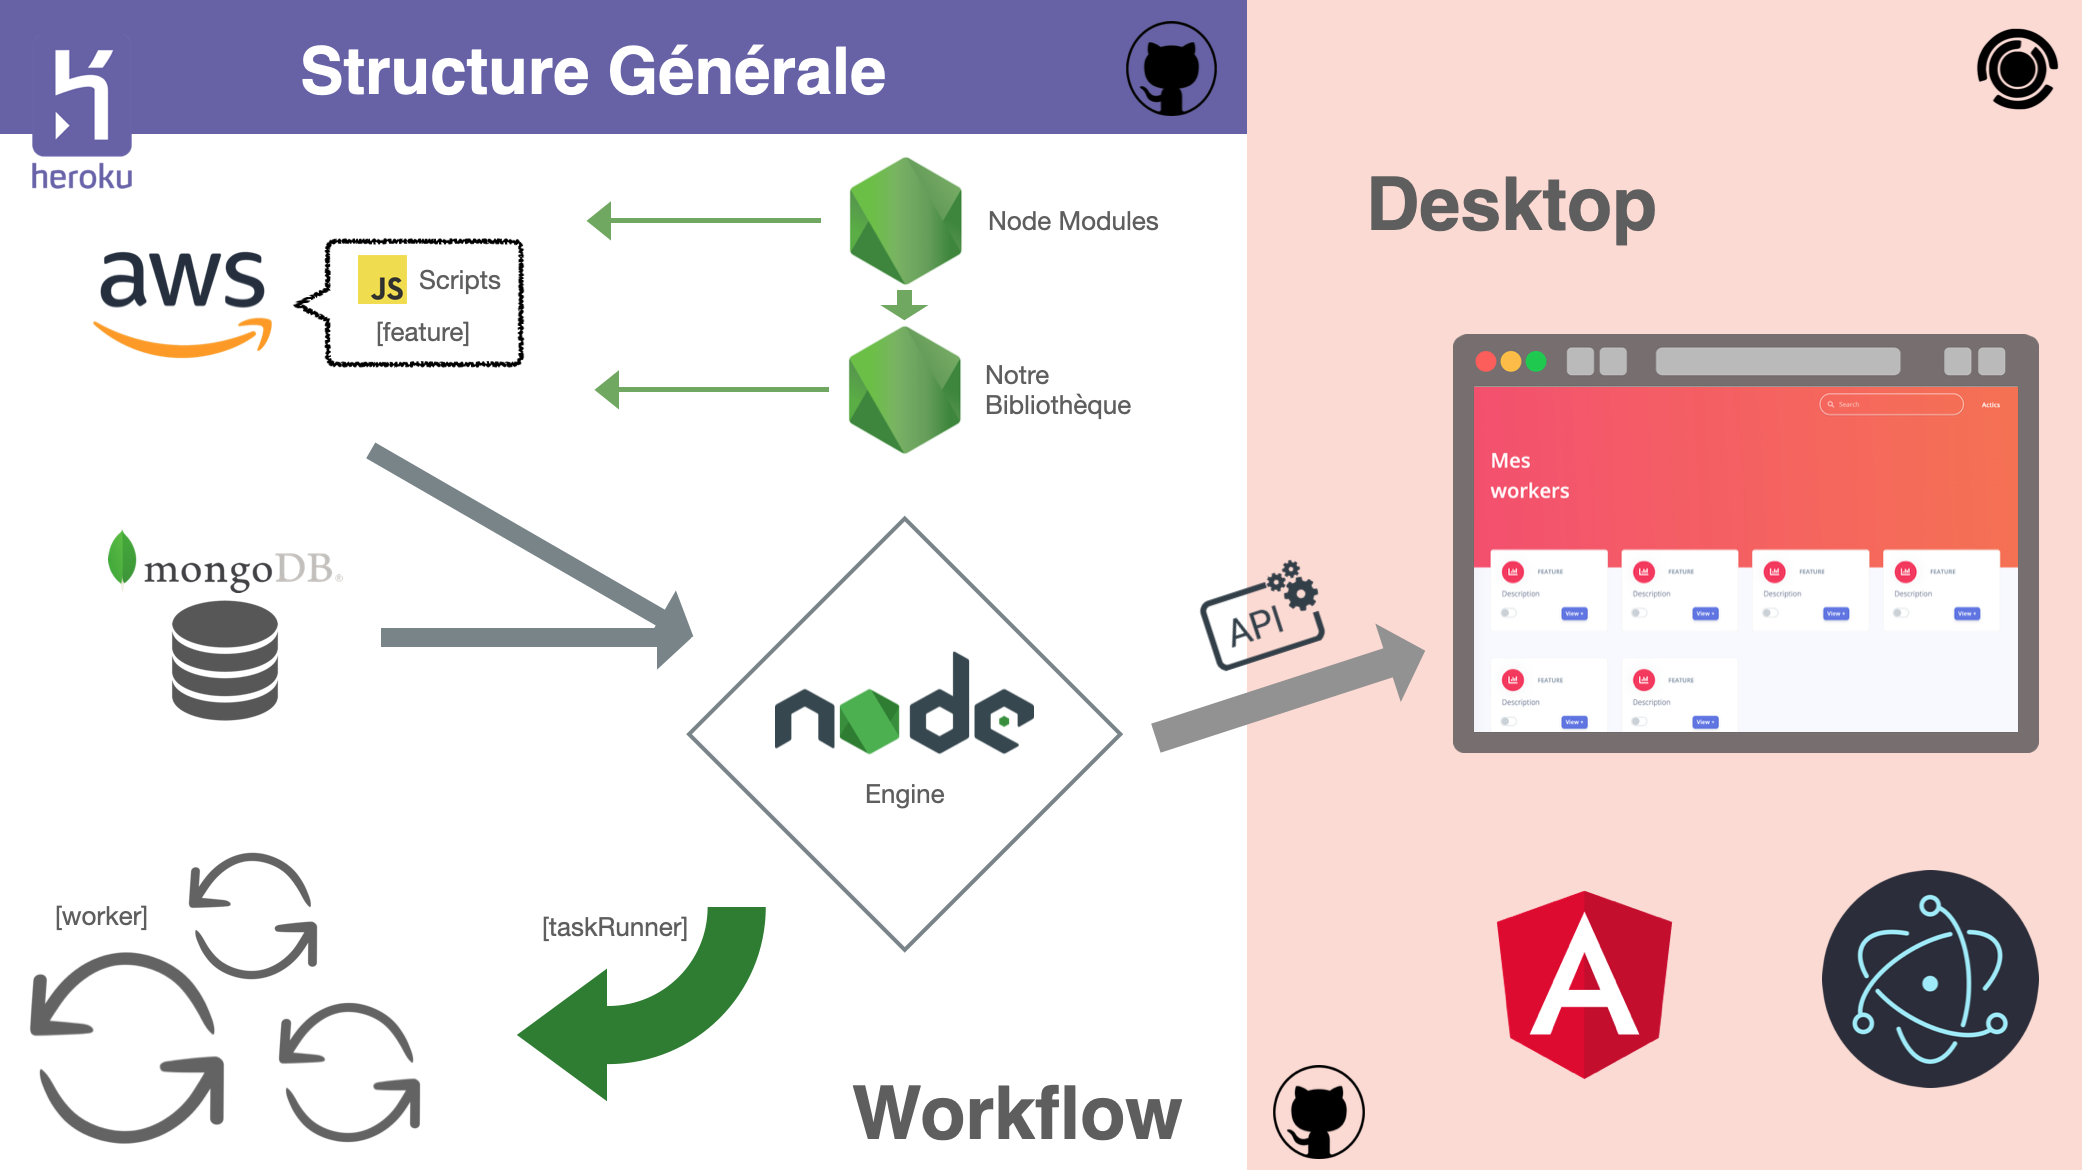 Structure Générale
heroku
Node Modules
aws
JS Scripts
[feature]
Notre
Bibliothèque
mongoDB®
node
Engine
API
[worker]
[taskRunner]
Workflow
Desktop
Search
Actics
Mes
workers
FEATURE FEATURE FEATURE FEATURE
Description Description Description Description
View + View + View + View +
FEATURE FEATURE
Description Description
View + View +